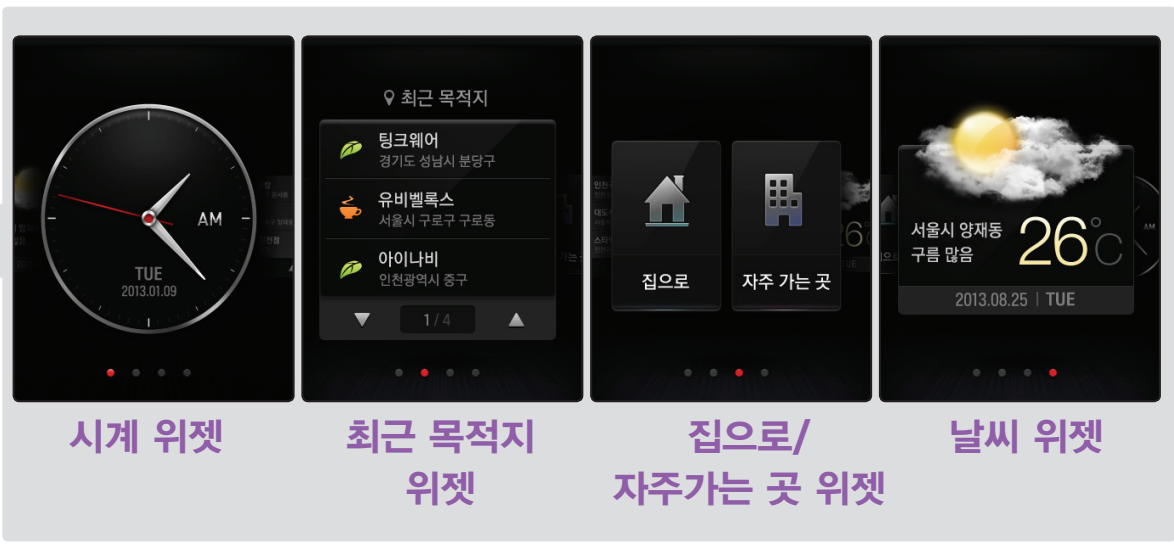 AM
TUE
2013.01.09
시계 위젯
최근 목적지
팅크웨어
경기도 성남시 분당구
유비벨록스
서울시 구로구 구로동
아이나비
인천광역시 중구
1/4
최근 목적지
위젯
집으로
자주 가는 곳
집으로/
자주가는 곳 위젯
서울시 양재동
구름 많음
26℃
2013.08.25 | TUE
날씨 위젯